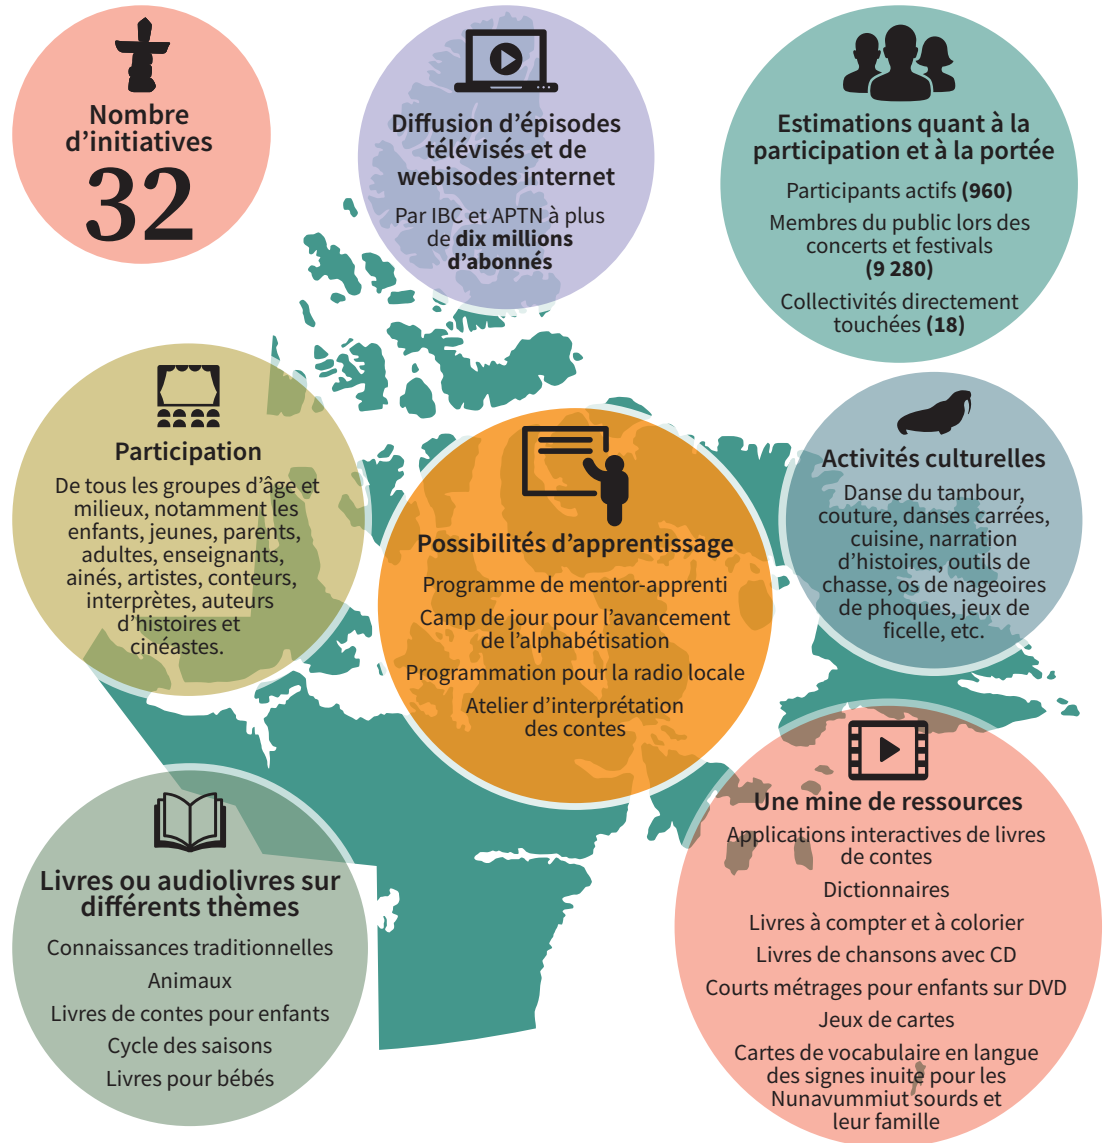 Nombre
d’initiatives
32
Diffusion d’épisodes
télévisés et de
webisodes internet
Par IBC et APTN à plus
de dix millions
d’abonnés
Estimations quant à la
participation et à la portée
Participants actifs (960)
Membres du public lors des
concerts et festivals
(9 280)
Collectivités directement
touchées (18)
Participation
De tous les groupes d’âge et
milieux, notamment les
enfants, jeunes, parents,
adultes, enseignants,
ainés, artistes, conteurs,
interprètes, auteurs
d’histoires et
cinéastes.
Possibilités d’apprentissage
Programme de mentor-apprenti
Camp de jour pour l’avancement
de l’alphabétisation
Programmation pour la radio locale
Atelier d’interprétation
des contes
Activités culturelles
Danse du tambour,
couture, danses carrées,
cuisine, narration
d’histoires, outils de
chasse, os de nageoires
de phoques, jeux de
ficelle, etc.
Livres ou audiolivres sur
différents thèmes
Connaissances traditionnelles
Animaux
Livres de contes pour enfants
Cycle des saisons
Livres pour bébés
Une mine de ressources
Applications interactives de livres
de contes
Dictionnaires
Livres à compter et à colorier
Livres de chansons avec CD
Courts métrages pour enfants sur DVD
Jeux de cartes
Cartes de vocabulaire en langue
des signes inuite pour les
Nunavummiut sourds et
leur famille